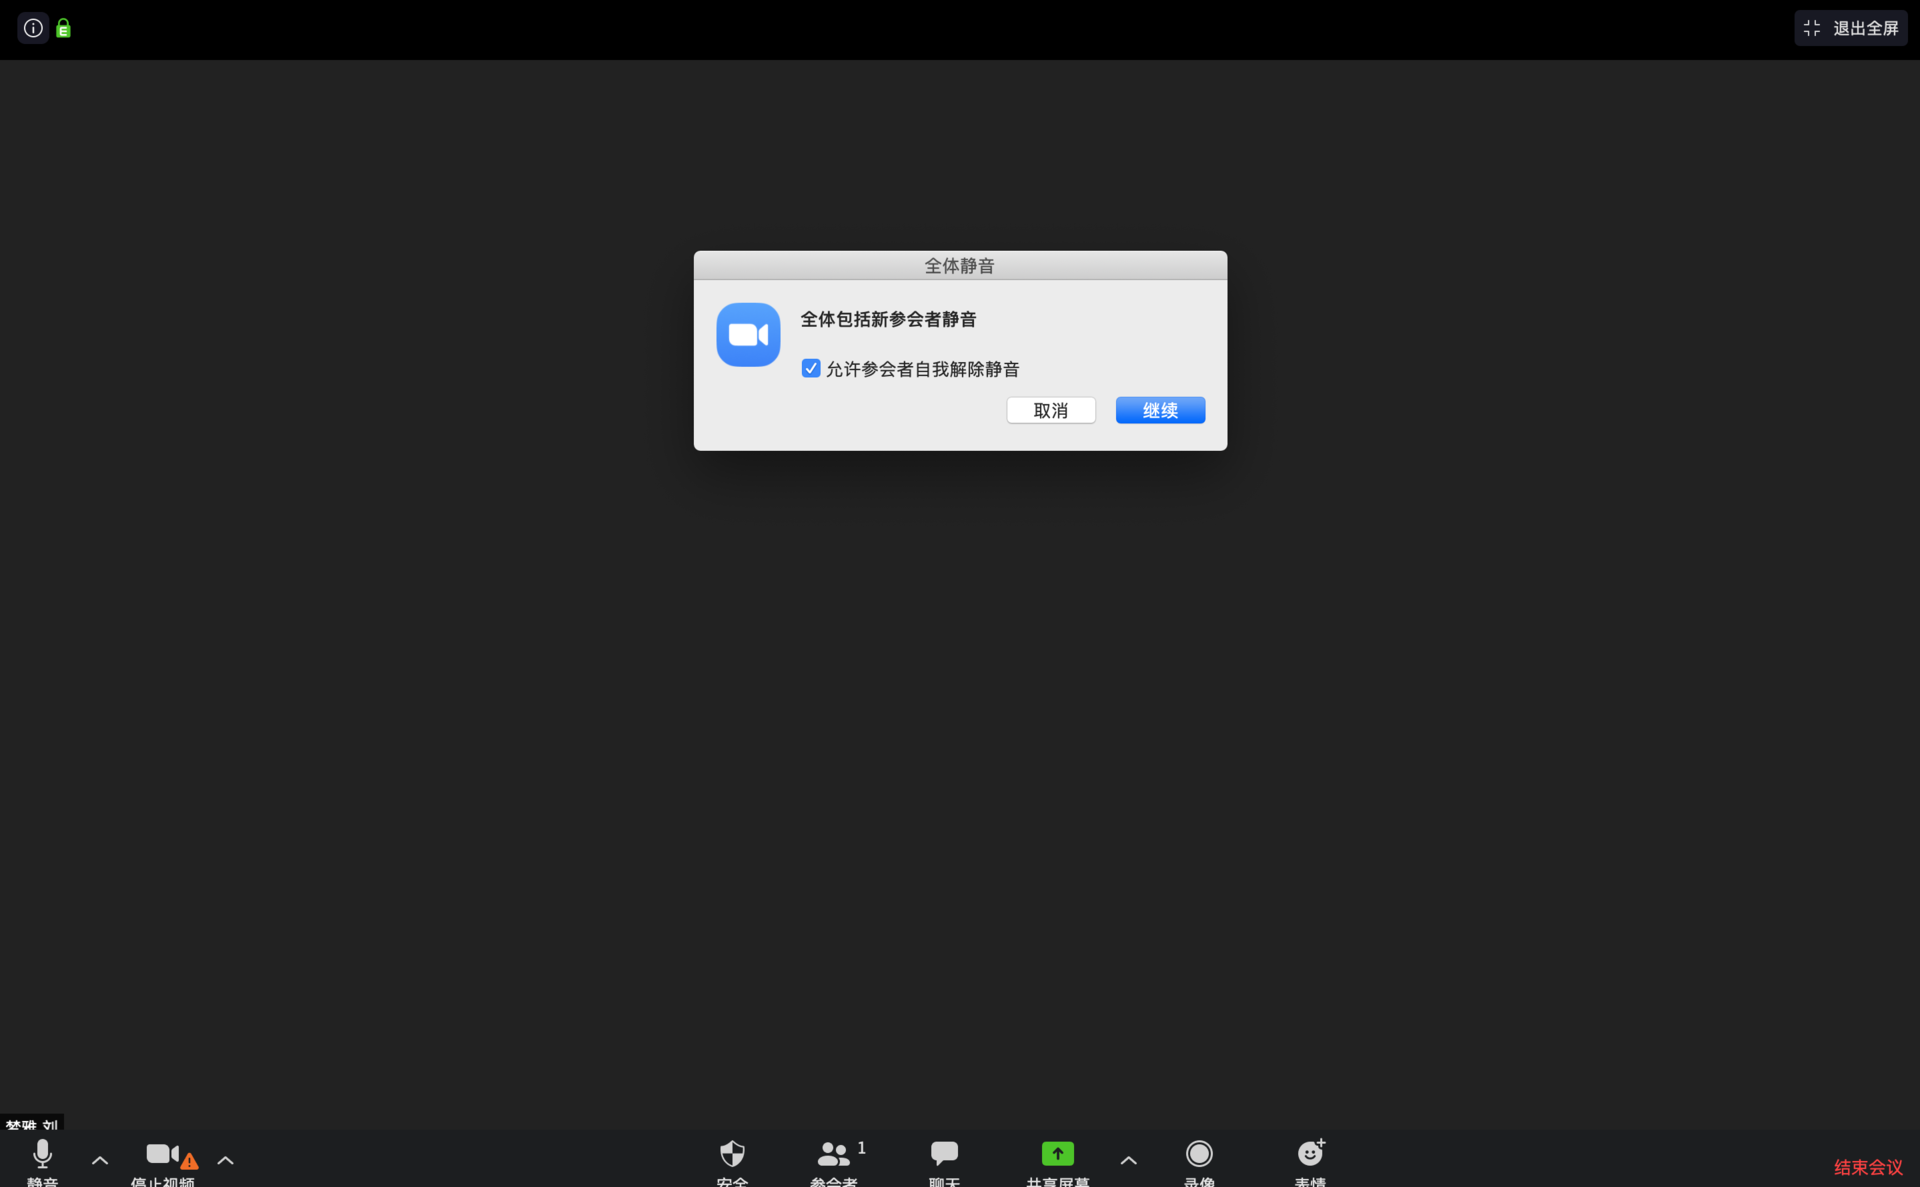 E
退出全屏
全体静音
全体包括新参会者静音
允许参会者自我解除静音
取消
继续
梦雅 刘
静音
停止视频
安全
参会者
1
聊天
共享屏幕
录像
表情
结束会议